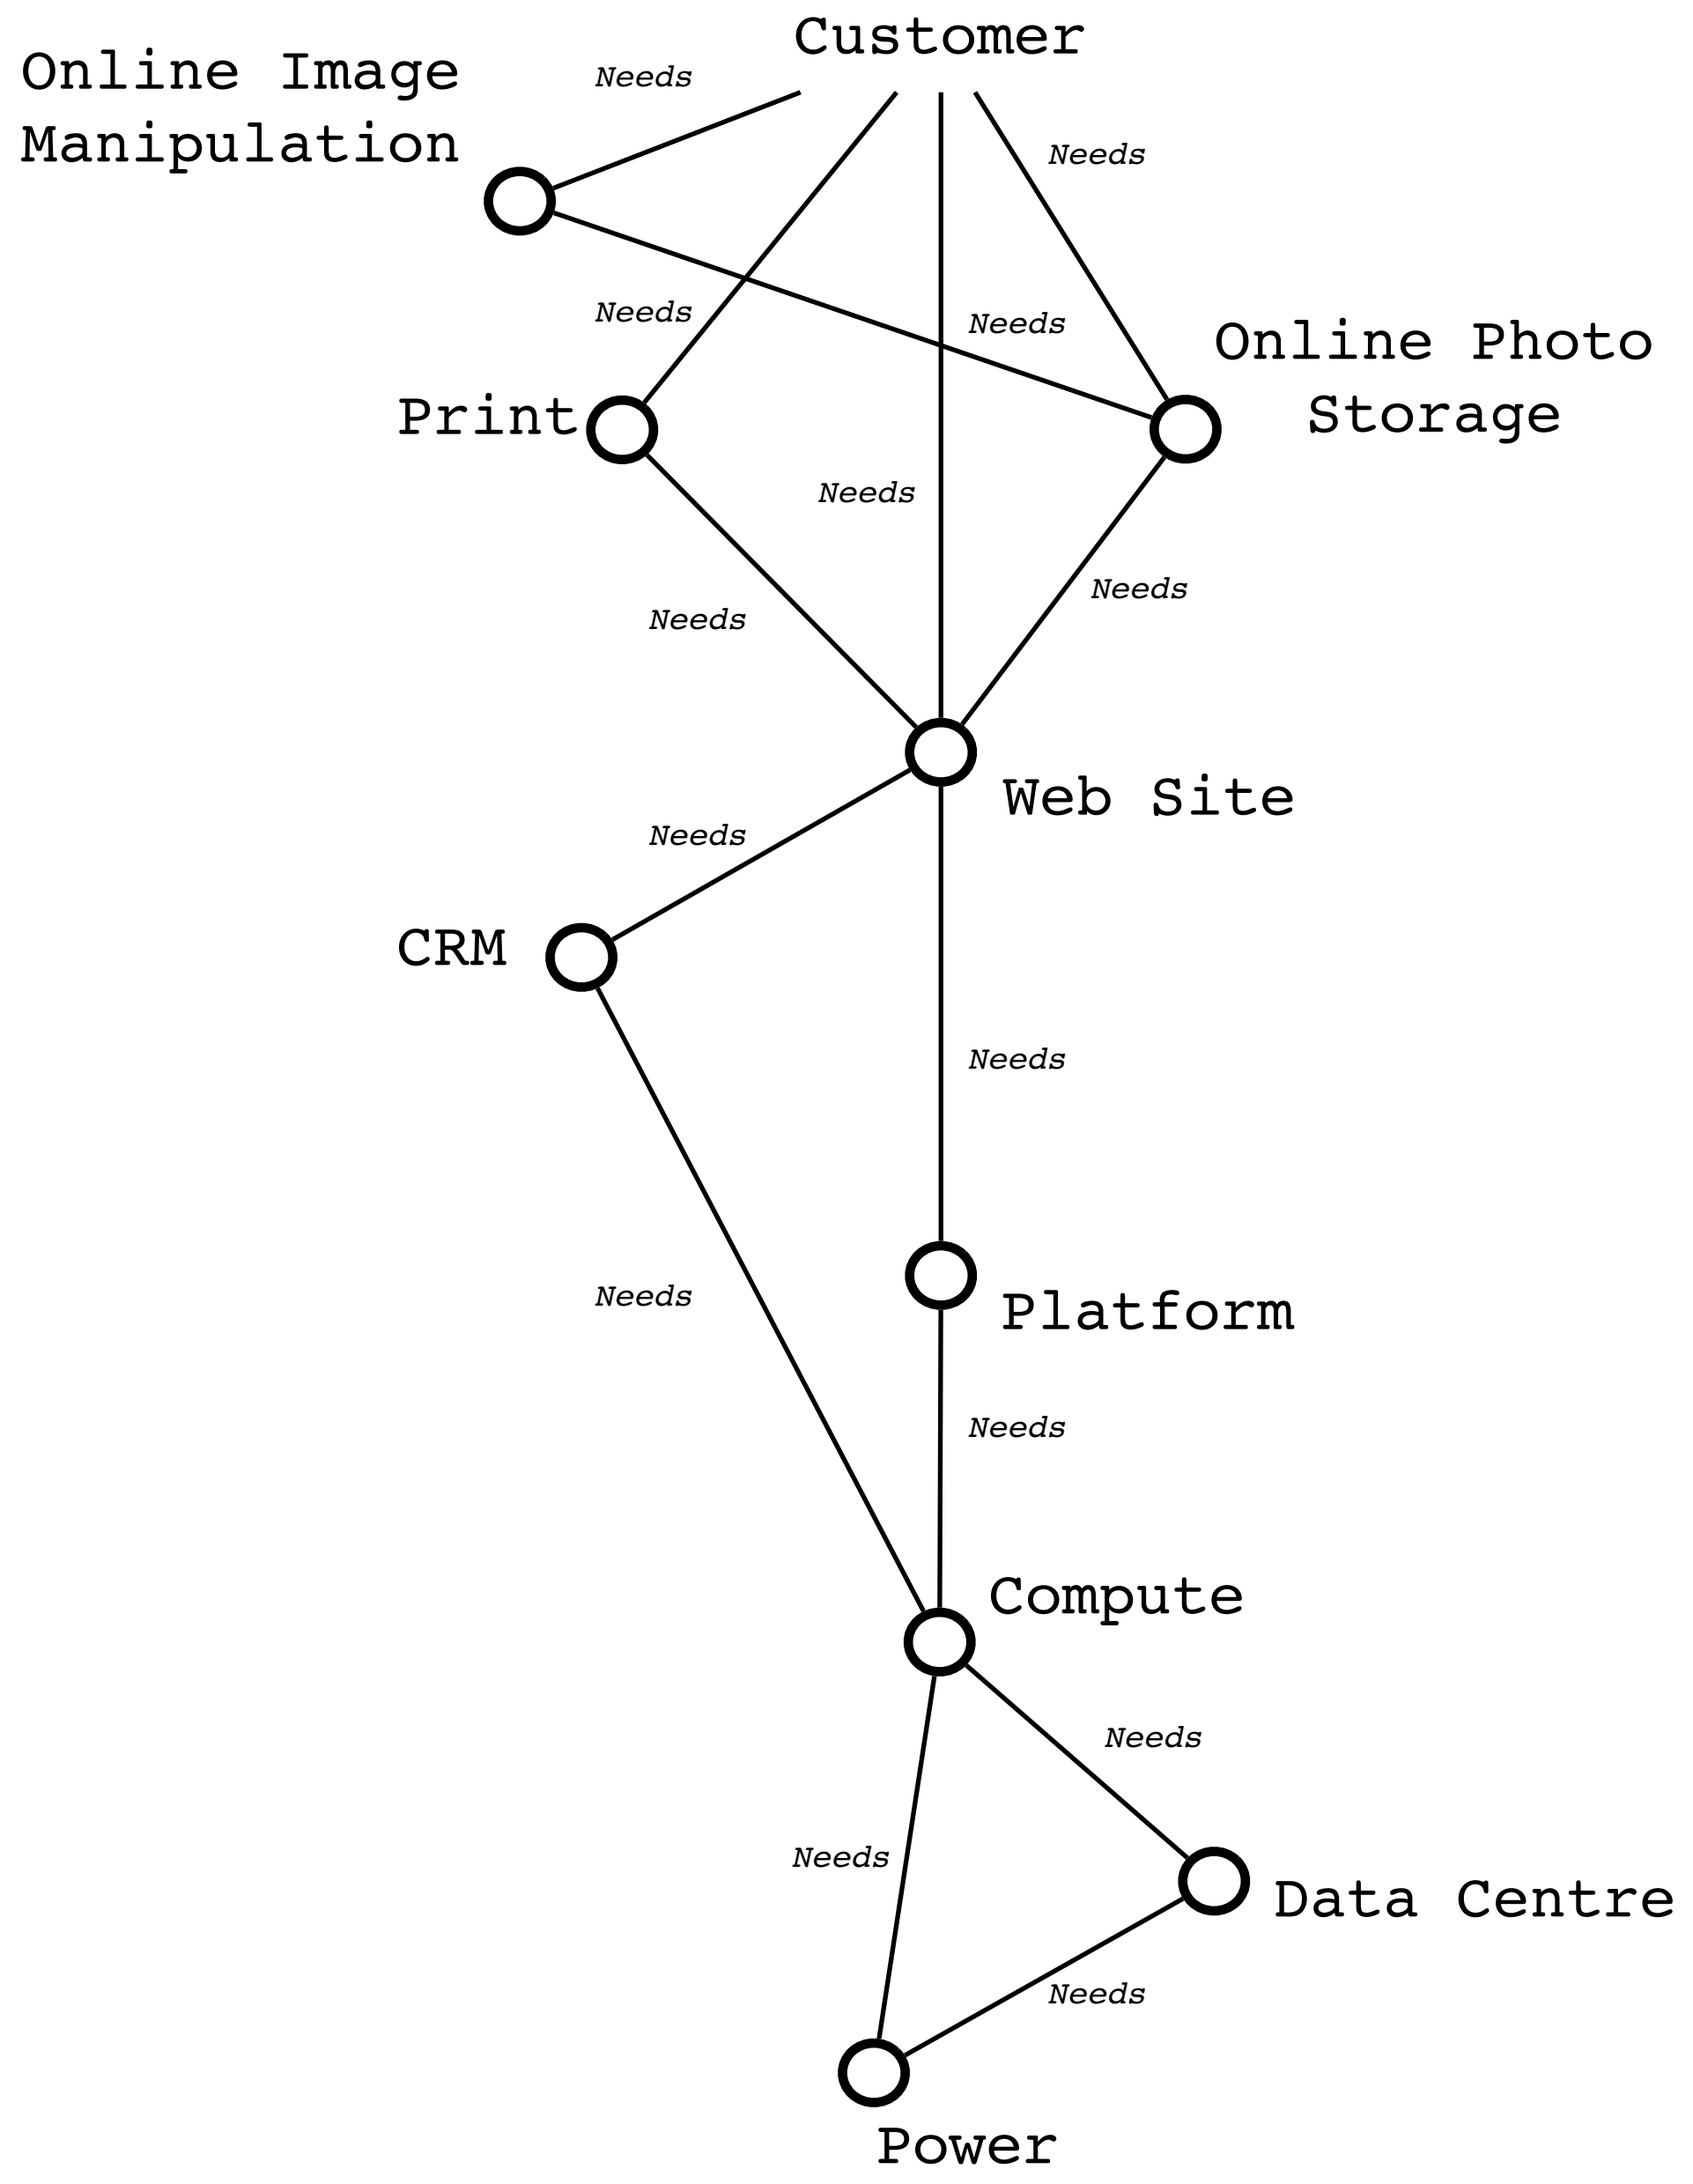 Customer
Online Image
Manipulation
Needs
Needs
Needs
Needs
Online Photo
Storage
Print
Needs
Needs
Needs
Web Site
Needs
CRM
Needs
Needs
Platform
Needs
Compute
Needs
Needs
Data Centre
Needs
Power